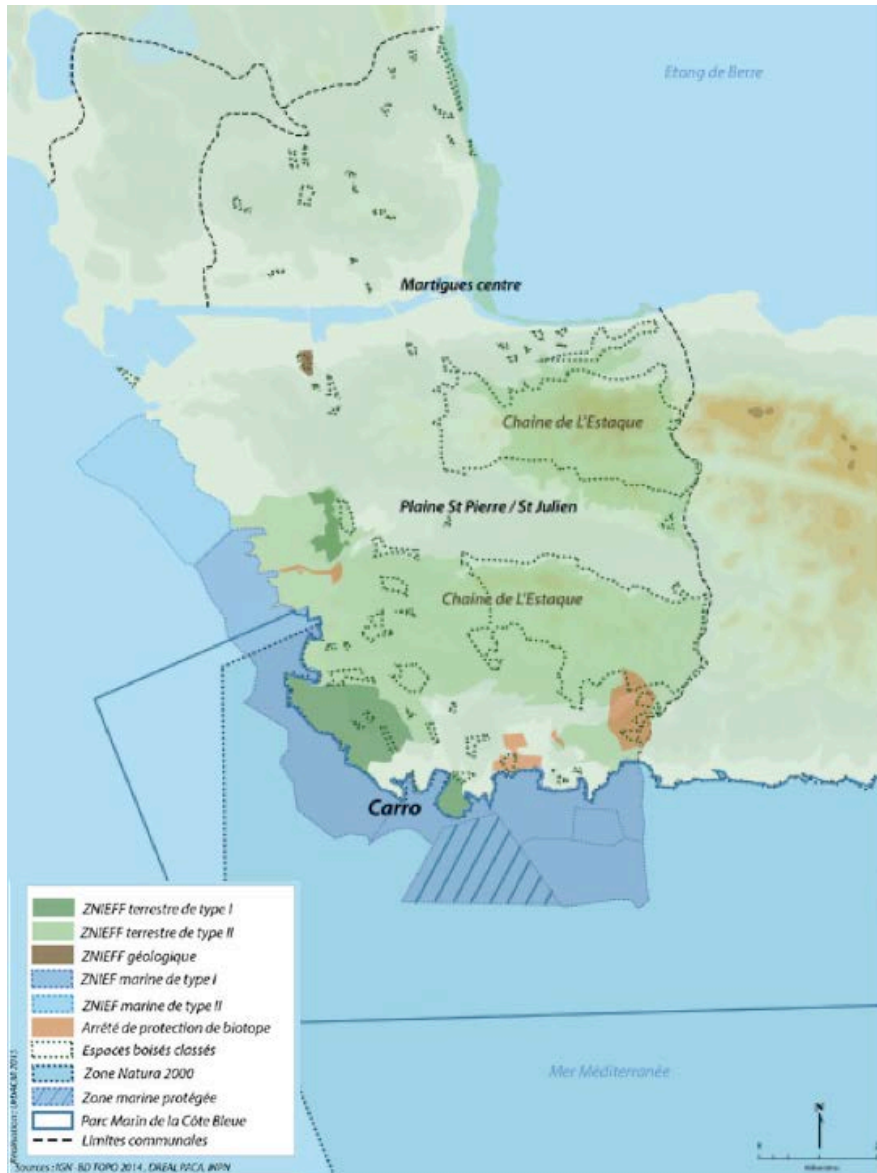 Etang de Berre
Martigues centre
Chaîne de L'Estaque
Plaine St Pierre / St Julien
Chaîne de L'Estaque
Carro
ZNIEFF terrestre de type I
ZNIEFF terrestre de type II
ZNIEFF géologique
ZNIEF marine de type I
ZNIEF marine de type II
Arrêté de protection de biotope
Espaces boisés classés
Zone Natura 2000
Zone marine protégée
Parc Marin de la Côte Bleue
Limites communales
Mer Méditerranée
N
Sources : IGN -BD TOPO 2014 , DREAL PACA, INPN